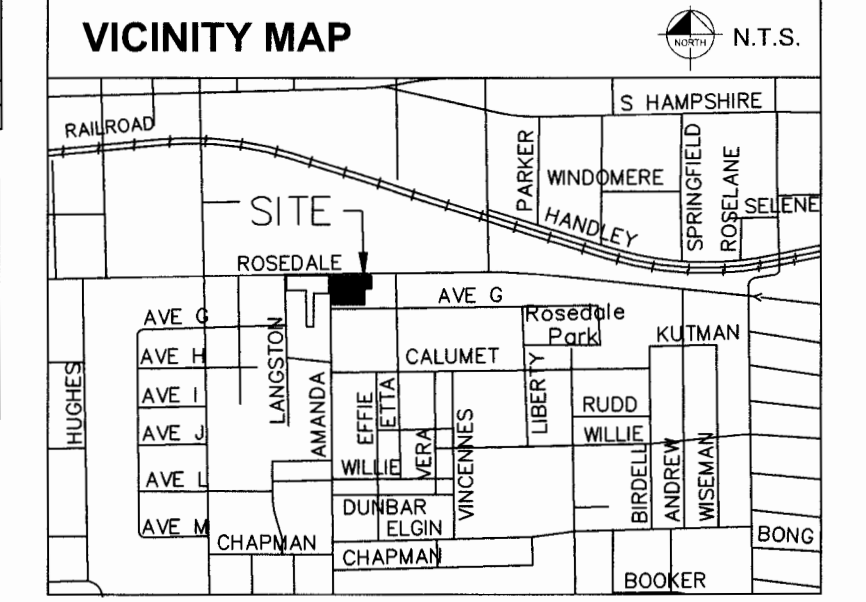 VICINITY MAP
NORTH
N.T.S.
S HAMPSHIRE
RAILROAD
PARKER
WINDOMERE
SPRINGFIELD
ROSELANE
SELENE
SITE
HANDLEY
ROSEDALE
AVE G
Rosedale
Park
AVE G
KUTMAN
AVE H
CALUMET
LANGSTON
AMANDA
HUGHES
AVE I
EFFIE
ETTA
LIBERTY
RUDD
AVE J
VERA
VINCENNES
WILLIE
WILLIE
BIRDELL
ANDREW
WISEMAN
AVE L
DUNBAR
ELGIN
AVE M
CHAPMAN
CHAPMAN
BONG
BOOKER